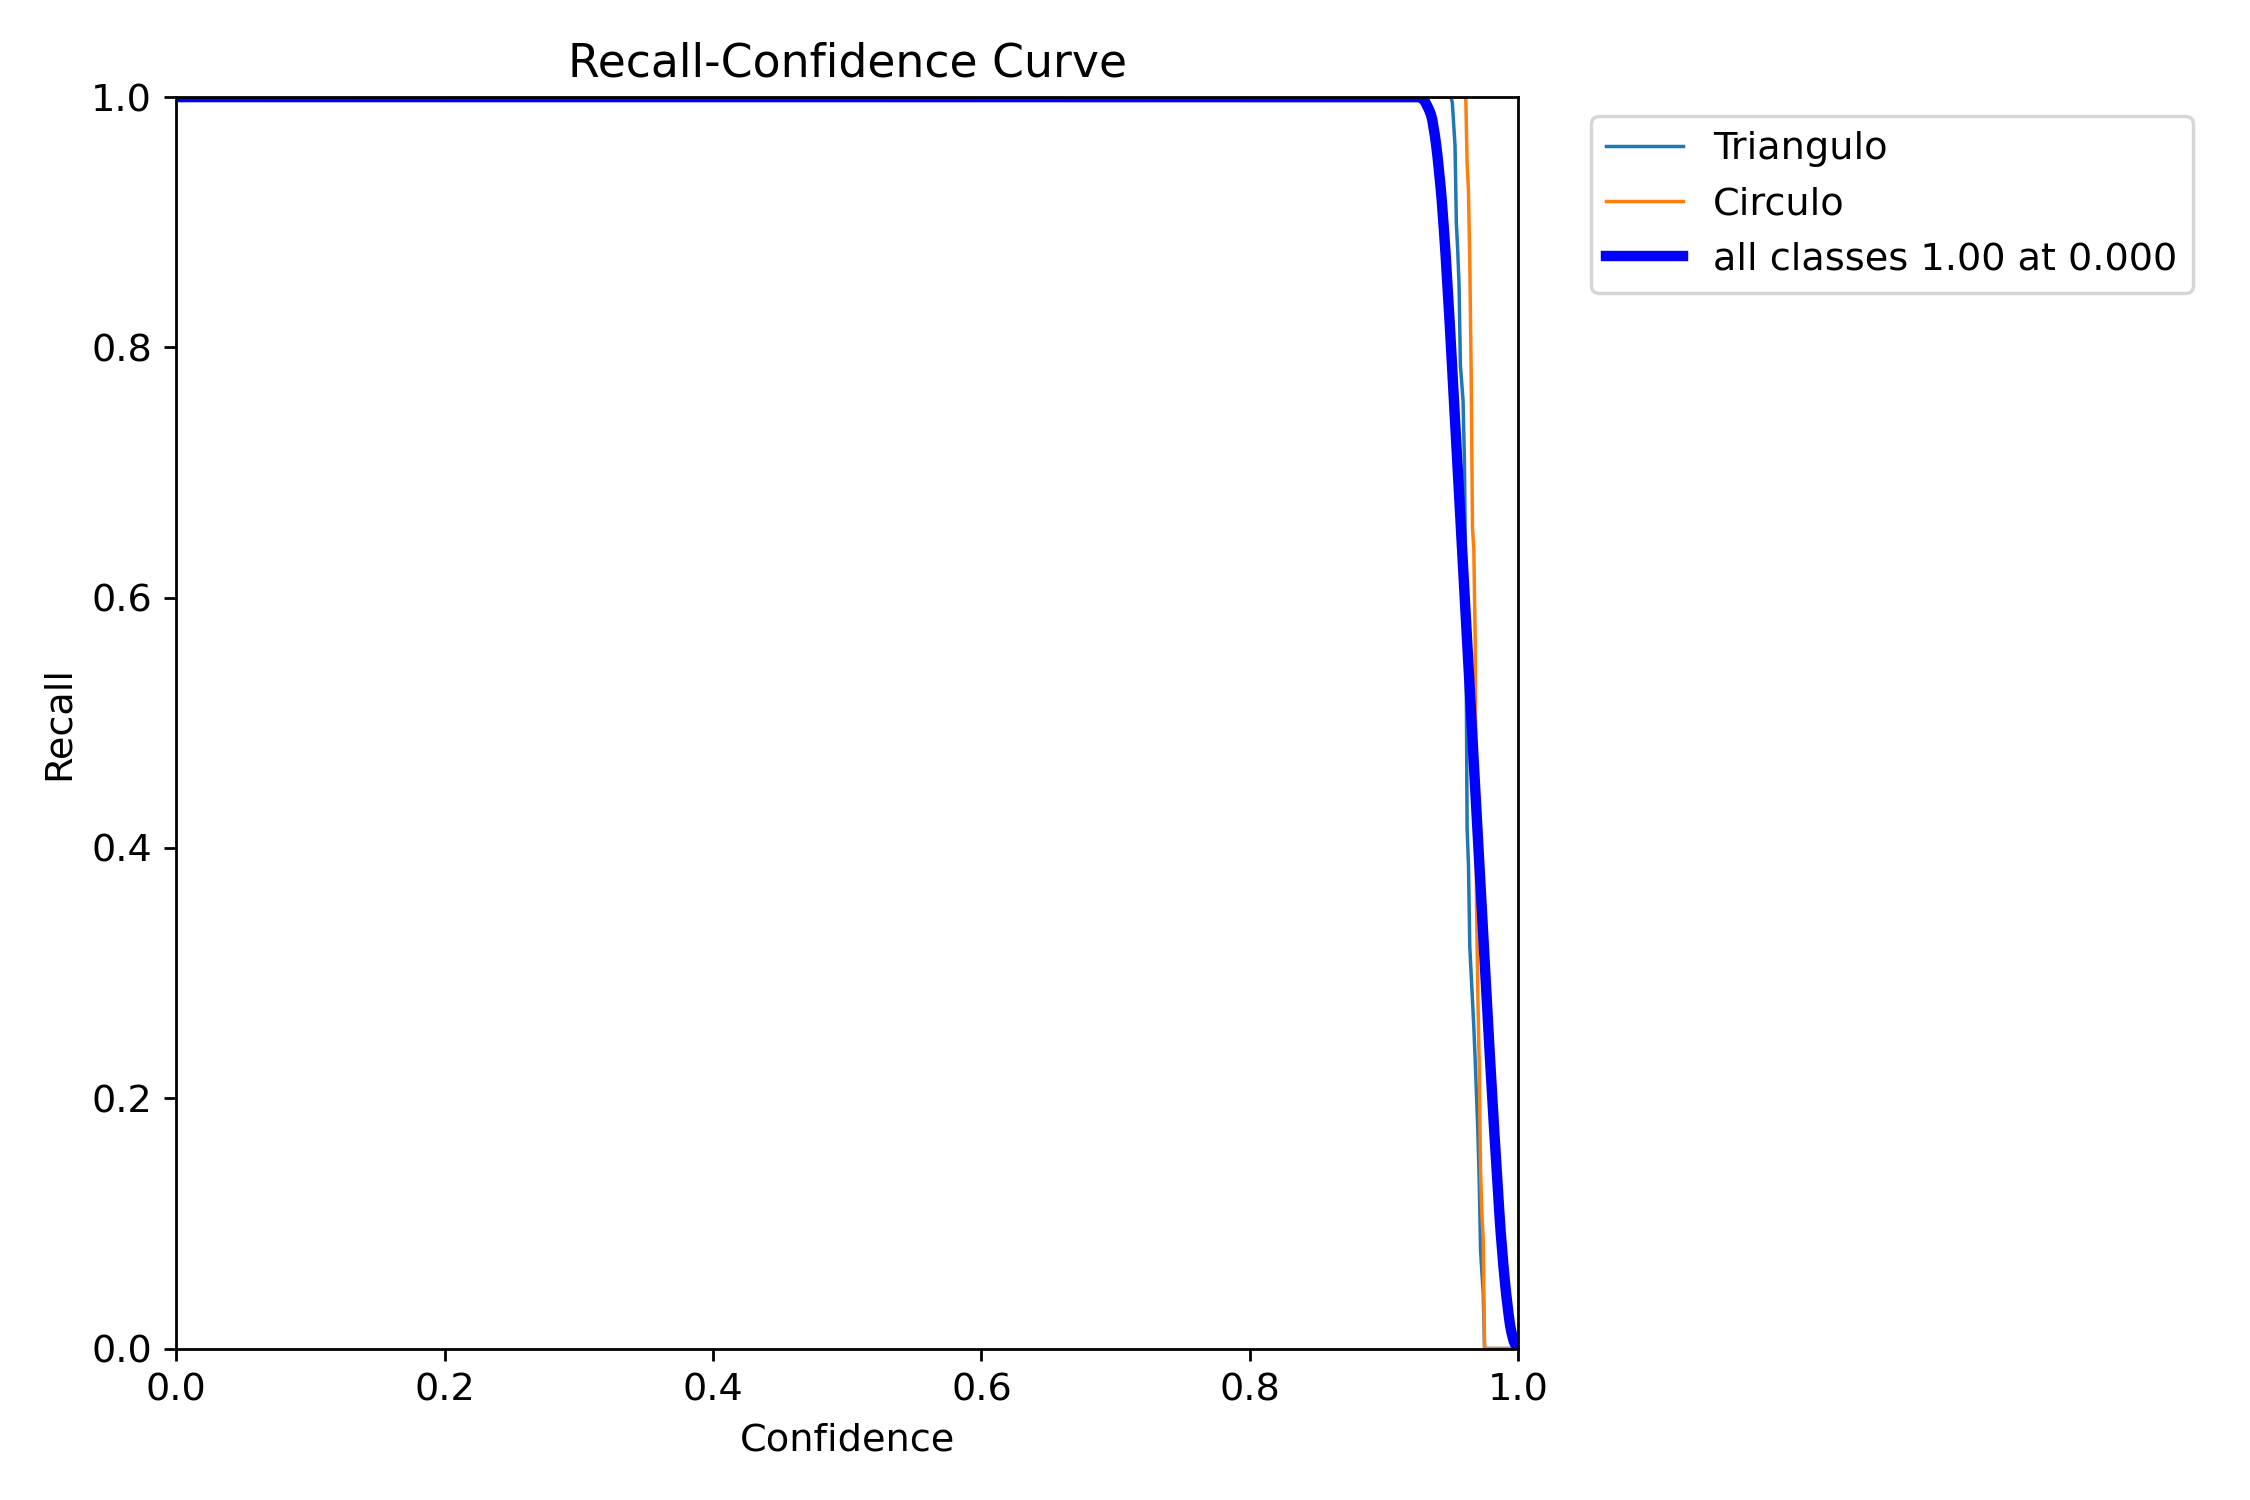 Recall-Confidence Curve
1.0
0.8
0.6
0.4
0.2
0.0
Recall
0.0 0.2 0.4 0.6 0.8 1.0
Confidence
Triangulo
Circulo
all classes 1.00 at 0.000